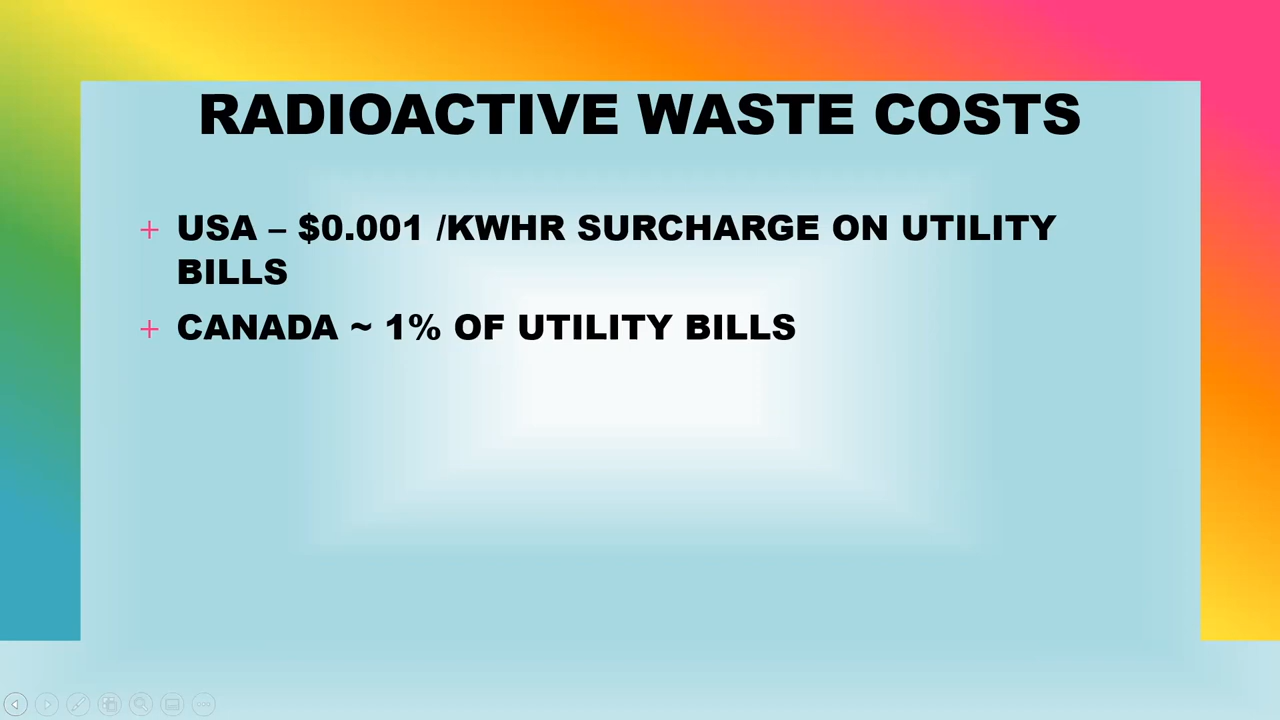 RADIOACTIVE WASTE COSTS
+ USA – $0.001 /KWHR SURCHARGE ON UTILITY
BILLS
+ CANADA ~ 1% OF UTILITY BILLS